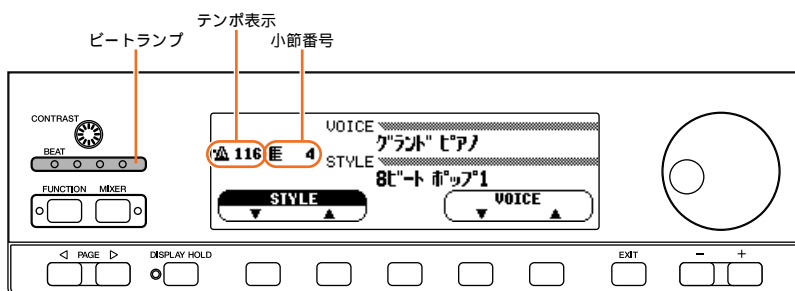 テンポ表示
ビートランプ
小節番号
CONTRAST
BEAT
FUNCTION MIXER
VOICE
グランド ピアノ
116 4
STYLE
8ビート ポップ1
STYLE
VOICE
PAGE
DISPLAY HOLD
EXIT
− +